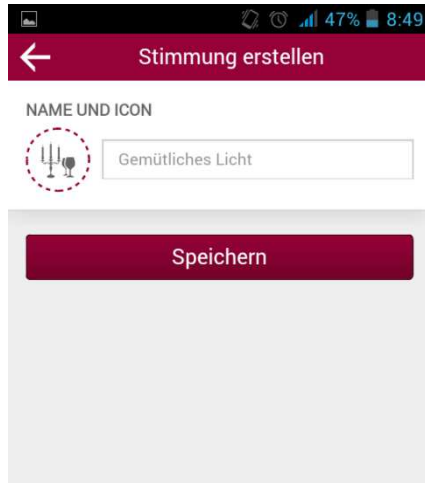 47% 8:49
Stimmung erstellen
NAME UND ICON
Gemütliches Licht
Speichern